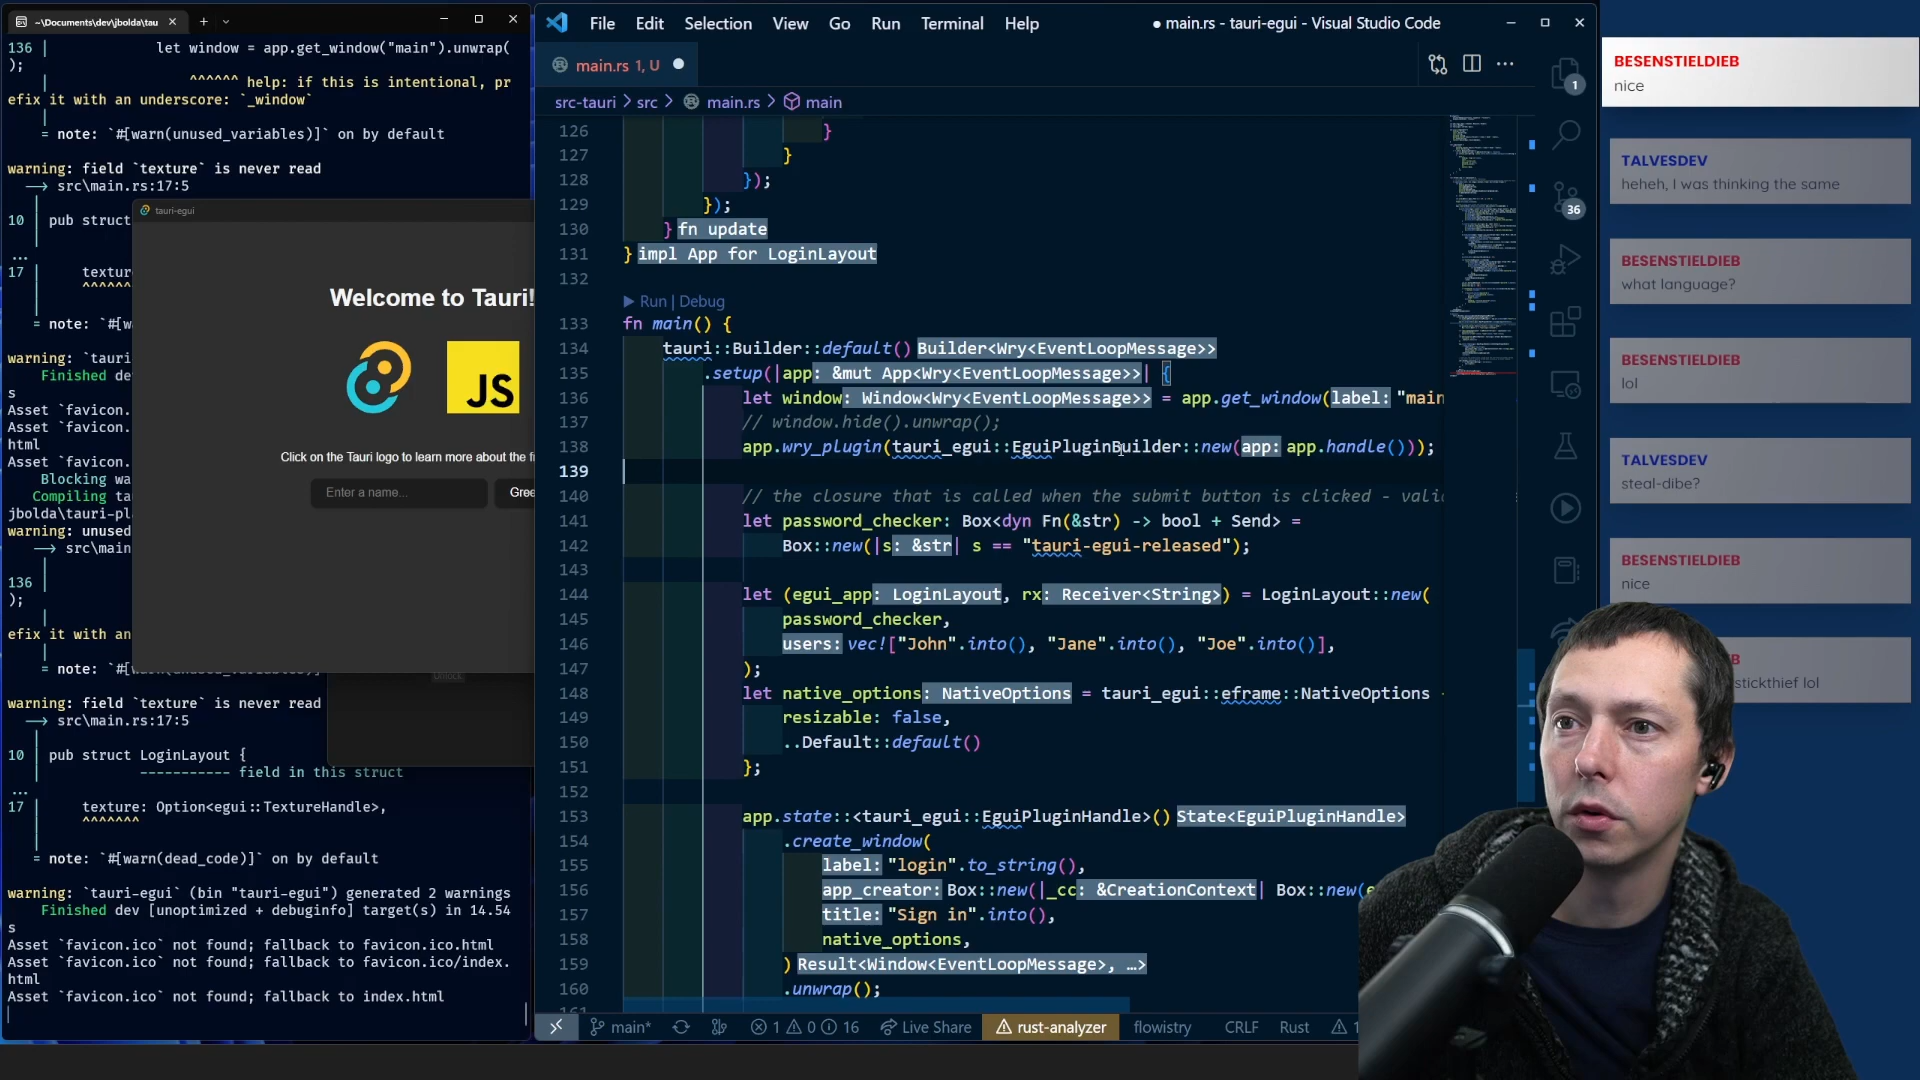 ~\Documents\dev\jbolda\tau
136 | let window = app.get_window("main").unwrap(
);
| ^^^^^^ help: if this is intentional, pr
efix it with an underscore: `_window`
|
= note: `#[warn(unused_variables)]` on by default
warning: field `texture` is never read
→ src\main.rs:17:5
10 | pub struct
...
17 | textur
^^^^^^
= note: `#[w
warning: `tauri
Finished de
s
Asset `favicon.
Asset `favicon.
html
Asset `favicon.
Blocking wa
Compiling ta
jbolda\tauri-pl
warning: unused
→ src\main
136 |
);
|
efix it with an
|
= note: `#[warn(unused_variables)]
warning: field `texture` is never read
→ src\main.rs:17:5
10 | pub struct LoginLayout {
| ----------- field in this struct
...
17 | texture: Option<egui::TextureHandle>,
| ^^^^^^^
|
= note: `#[warn(dead_code)]` on by default
warning: `tauri-egui` (bin "tauri-egui") generated 2 warnings
Finished dev [unoptimized + debuginfo] target(s) in 14.54
s
Asset `favicon.ico` not found; fallback to favicon.ico.html
Asset `favicon.ico` not found; fallback to favicon.ico/index.
html
Asset `favicon.ico` not found; fallback to index.html
tauri-egui
Welcome to Tauri!
JS
Click on the Tauri logo to learn more about the fr
Enter a name...
Gree
Unlock
File Edit Selection View Go Run Terminal Help
● main.rs - tauri-egui - Visual Studio Code
main.rs 1, U
src-tauri > src > main.rs > main
126 }
127 }
128 });
129 });
130 } fn update
131 } impl App for LoginLayout
132
Run | Debug
133 fn main() {
134 tauri::Builder::default() Builder<Wry<EventLoopMessage>>
135 .setup(|app: &mut App<Wry<EventLoopMessage>>| {
136 let window: Window<Wry<EventLoopMessage>> = app.get_window(label: "main
137 // window.hide().unwrap();
138 app.wry_plugin(tauri_egui::EguiPluginBuilder::new(app: app.handle()));
139
140 // the closure that is called when the submit button is clicked - vali
141 let password_checker: Box<dyn Fn(&str) -> bool + Send> =
142 Box::new(|s: &str| s == "tauri-egui-released");
143
144 let (egui_app: LoginLayout, rx: Receiver<String>) = LoginLayout::new(
145 password_checker,
146 users: vec!["John".into(), "Jane".into(), "Joe".into()],
147 );
148 let native_options: NativeOptions = tauri_egui::eframe::NativeOptions
149 resizable: false,
150 ..Default::default()
151 };
152
153 app.state::<tauri_egui::EguiPluginHandle>() State<EguiPluginHandle>
154 .create_window(
155 label: "login".to_string(),
156 app_creator: Box::new(|_cc: &CreationContext| Box::new(e
157 title: "Sign in".into(),
158 native_options,
159 ) Result<Window<EventLoopMessage>, …>
160 .unwrap();
161
main* 1 0 16 Live Share rust-analyzer flowistry CRLF Rust 1
1
36
BESENSTIELDIEB
nice
TALVESDEV
heheh, I was thinking the same
BESENSTIELDIEB
what language?
BESENSTIELDIEB
lol
TALVESDEV
steal-dibe?
BESENSTIELDIEB
nice
B
stickthief lol